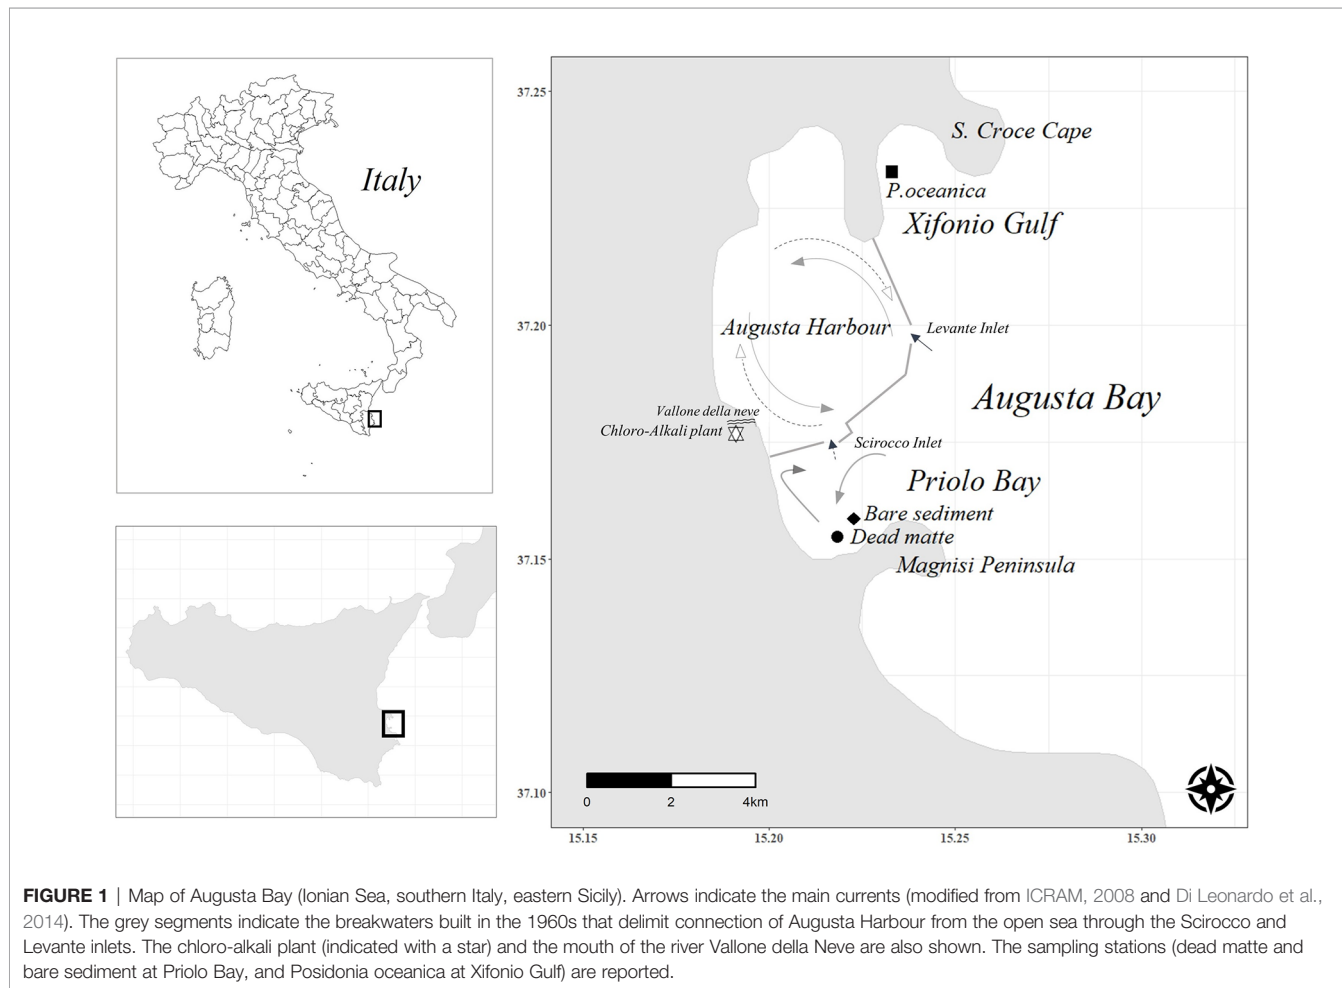 Italy
37.25
37.20
37.15
37.10
15.15
15.20
15.25
15.30
S. Croce Cape
P.oceanica
Xifonio Gulf
Augusta Harbour
Levante Inlet
Augusta Bay
Vallone della neve
Chloro-Alkali plant
Scirocco Inlet
Priolo Bay
Bare sediment
Dead matte
Magnisi Peninsula
0
2
4km
FIGURE 1 | Map of Augusta Bay (Ionian Sea, southern Italy, eastern Sicily). Arrows indicate the main currents (modified from ICRAM, 2008 and Di Leonardo et al.,
2014). The grey segments indicate the breakwaters built in the 1960s that delimit connection of Augusta Harbour from the open sea through the Scirocco and
Levante inlets. The chloro-alkali plant (indicated with a star) and the mouth of the river Vallone della Neve are also shown. The sampling stations (dead matte and
bare sediment at Priolo Bay, and Posidonia oceanica at Xifonio Gulf) are reported.